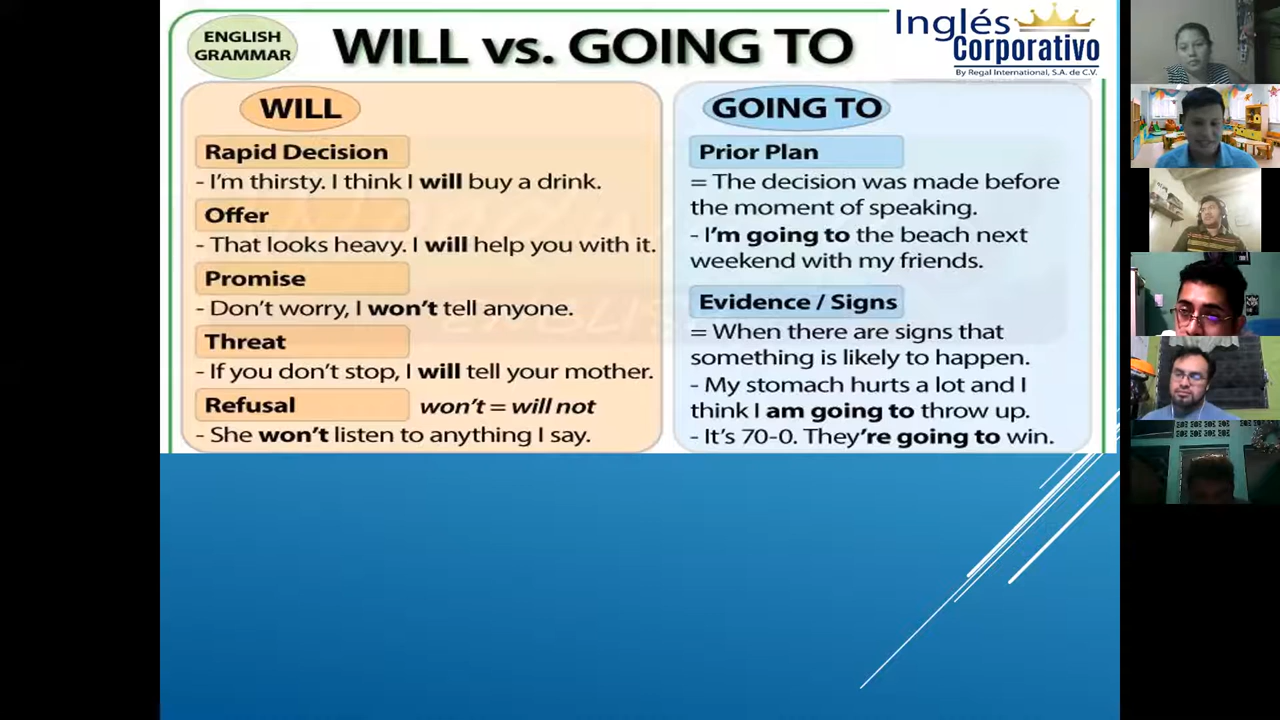 ENGLISH
GRAMMAR
WILL vs. GOING TO
Inglés
Corporativo
By Regal International, S.A. de C.V.
WILL
Rapid Decision
- I'm thirsty. I think I will buy a drink.
Offer
- That looks heavy. I will help you with it.
Promise
- Don't worry, I won't tell anyone.
Threat
- If you don't stop, I will tell your mother.
Refusal won't = will not
- She won't listen to anything I say.
GOING TO
Prior Plan
= The decision was made before
the moment of speaking.
- I'm going to the beach next
weekend with my friends.
Evidence / Signs
= When there are signs that
something is likely to happen.
- My stomach hurts a lot and I
think I am going to throw up.
- It's 70-0. They're going to win.